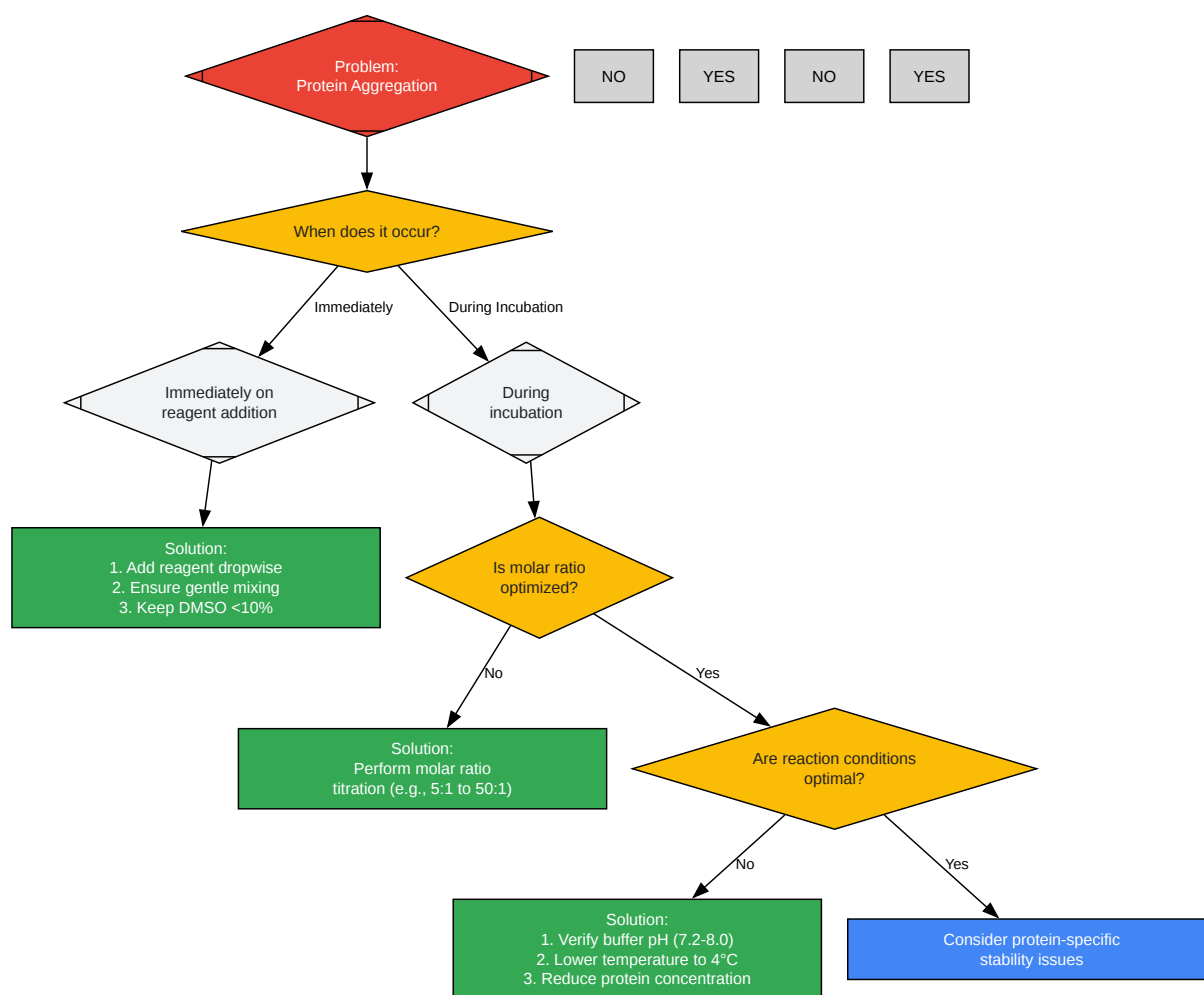 Problem:
Protein Aggregation
NO
YES
NO
YES
When does it occur?
Immediately
During Incubation
Immediately on
reagent addition
During
incubation
Solution:
1. Add reagent dropwise
2. Ensure gentle mixing
3. Keep DMSO <10%
Is molar ratio
optimized?
No
Yes
Solution:
Perform molar ratio
titration (e.g., 5:1 to 50:1)
Are reaction conditions
optimal?
No
Yes
Solution:
1. Verify buffer pH (7.2-8.0)
2. Lower temperature to 4°C
3. Reduce protein concentration
Consider protein-specific
stability issues